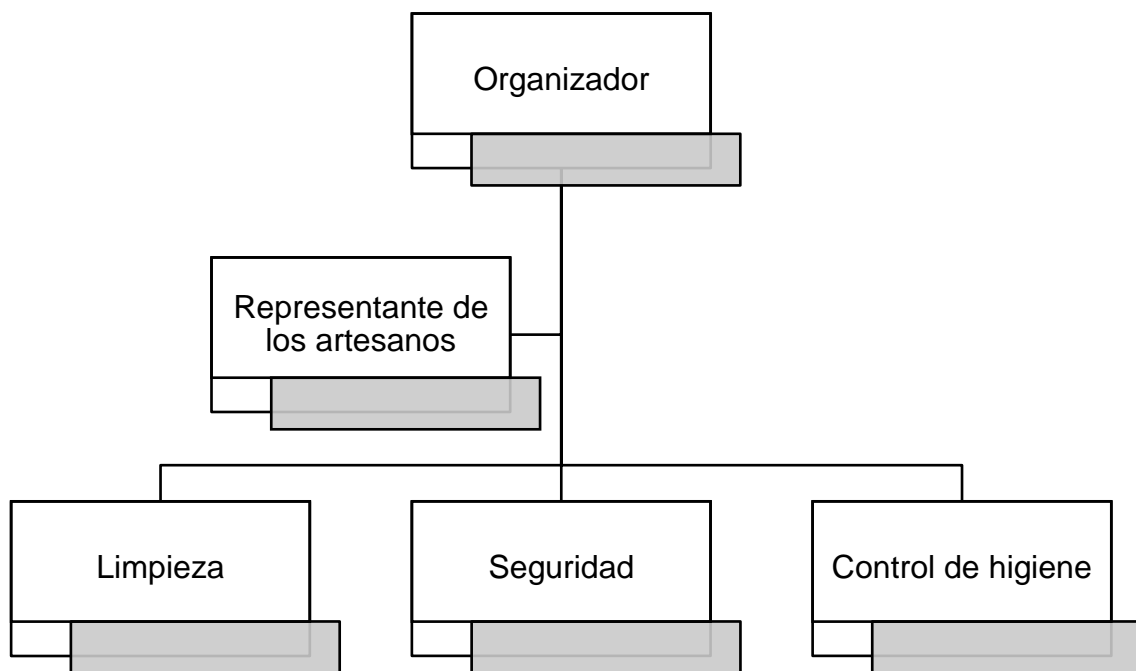 Organizador
Representante de
los artesanos
Limpieza
Seguridad
Control de higiene